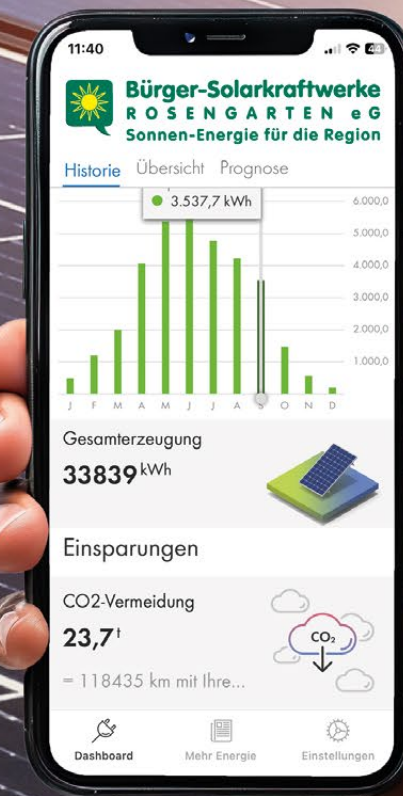 11:40
44
Bürger-Solarkraftwerke
ROSENGARTEN eG
Sonnen-Energie für die Region
Historie Übersicht Prognose
3.537,7 kWh
6.000,0
5.000,0
4.000,0
3.000,0
2.000,0
1.000,0
J F M A M J J A S O N D
Gesamterzeugung
33839 kWh
Einsparungen
CO2-Vermeidung
23,7 t
CO₂
= 118435 km mit Ihre...
Dashboard Mehr Energie Einstellungen